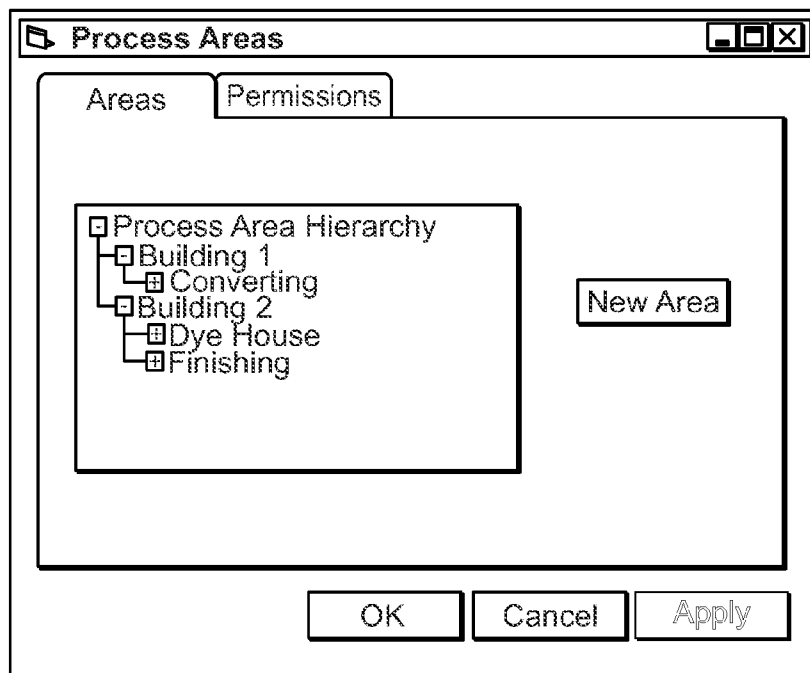 Process Areas
Areas
Permissions
Process Area Hierarchy
Building 1
Converting
Building 2
Dye House
Finishing
New Area
OK
Cancel
Apply